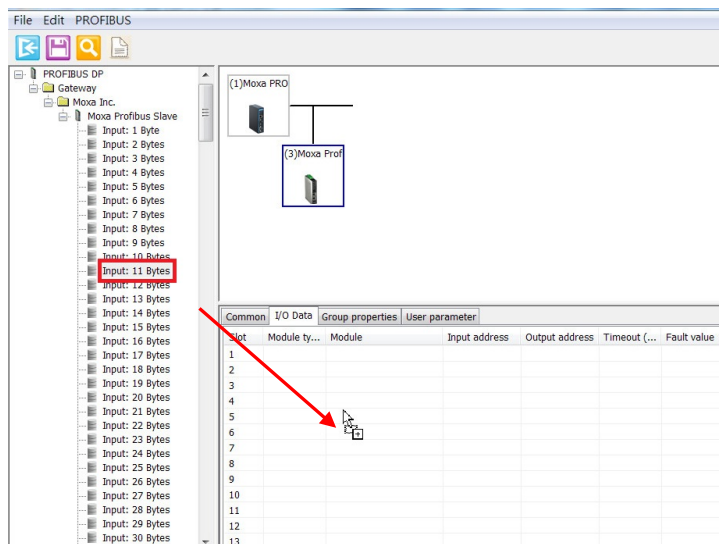 File Edit PROFIBUS
PROFIBUS DP
Gateway
Moxa Inc.
Moxa Profibus Slave
Input: 1 Byte
Input: 2 Bytes
Input: 3 Bytes
Input: 4 Bytes
Input: 5 Bytes
Input: 6 Bytes
Input: 7 Bytes
Input: 8 Bytes
Input: 9 Bytes
Input: 10 Bytes
Input: 11 Bytes
Input: 12 Bytes
Input: 13 Bytes
Input: 14 Bytes
Input: 15 Bytes
Input: 16 Bytes
Input: 17 Bytes
Input: 18 Bytes
Input: 19 Bytes
Input: 20 Bytes
Input: 21 Bytes
Input: 22 Bytes
Input: 23 Bytes
Input: 24 Bytes
Input: 25 Bytes
Input: 26 Bytes
Input: 27 Bytes
Input: 28 Bytes
Input: 29 Bytes
Input: 30 Bytes
(1)Moxa PRO
(3)Moxa Prof
Common I/O Data Group properties User parameter
Slot Module ty... Module Input address Output address Timeout (... Fault value
1
2
3
4
5
6
7
8
9
10
11
12
13